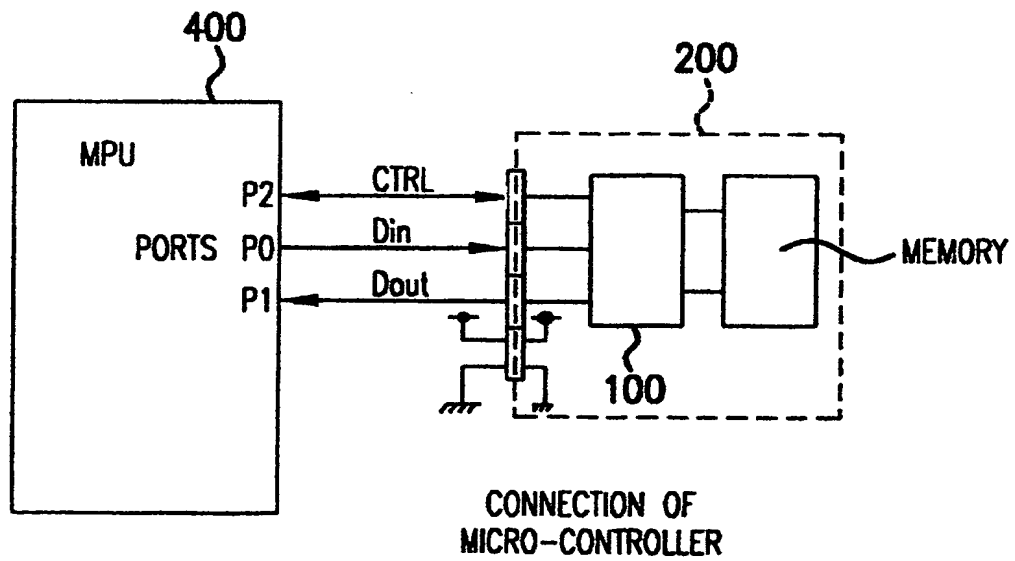 400
200
MPU
P2
CTRL
PORTS P0
Din
MEMORY
P1
Dout
100
CONNECTION OF
MICRO-CONTROLLER